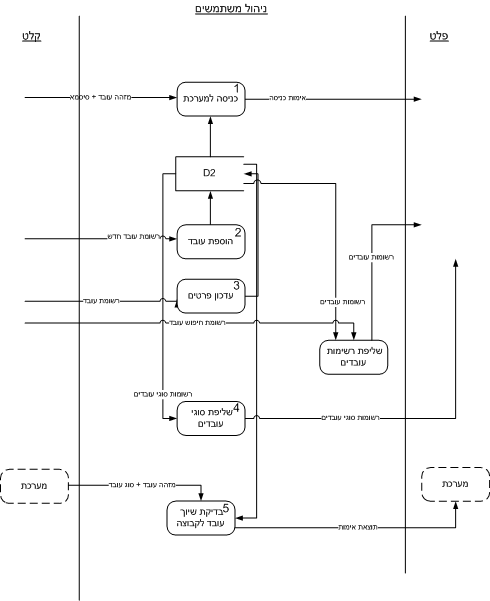 ניהול משתמשים
קלט
פלט
1
כניסה למערכת
מזהה עובד + סיסמא
אימות כניסה
D2
2
הוספת עובד
רשומת עובד חדש
רשומות עובדים
3
עדכון פרטים
רשומת עובד
רשומות עובדים
רשומת חיפוש עובד
שליפת רשימות
עובדים
רשומות סוגי עובדים
4
שליפת סוגי
עובדים
רשומות סוגי עובדים
מערכת
מזהה עובד + סוג עובד
מערכת
5
בדיקת שיוך
עובד לקבוצה
תוצאת אימות